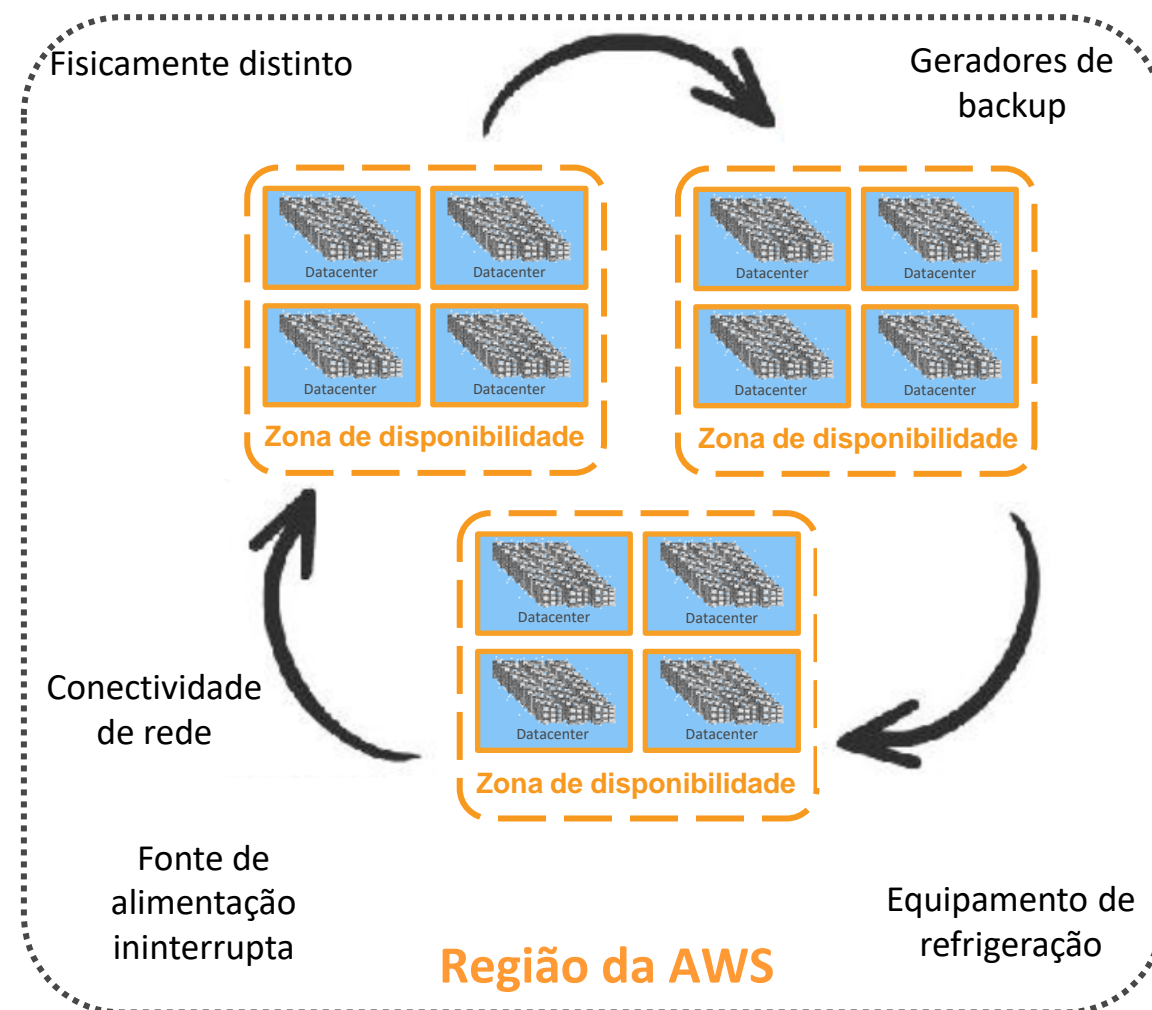 Fisicamente distinto
Geradores de
backup
Datacenter
Datacenter
Datacenter
Datacenter
Zona de disponibilidade
Datacenter
Datacenter
Datacenter
Datacenter
Zona de disponibilidade
Datacenter
Datacenter
Datacenter
Datacenter
Zona de disponibilidade
Conectividade
de rede
Fonte de
alimentação
ininterrupta
Equipamento de
refrigeração
Região da AWS